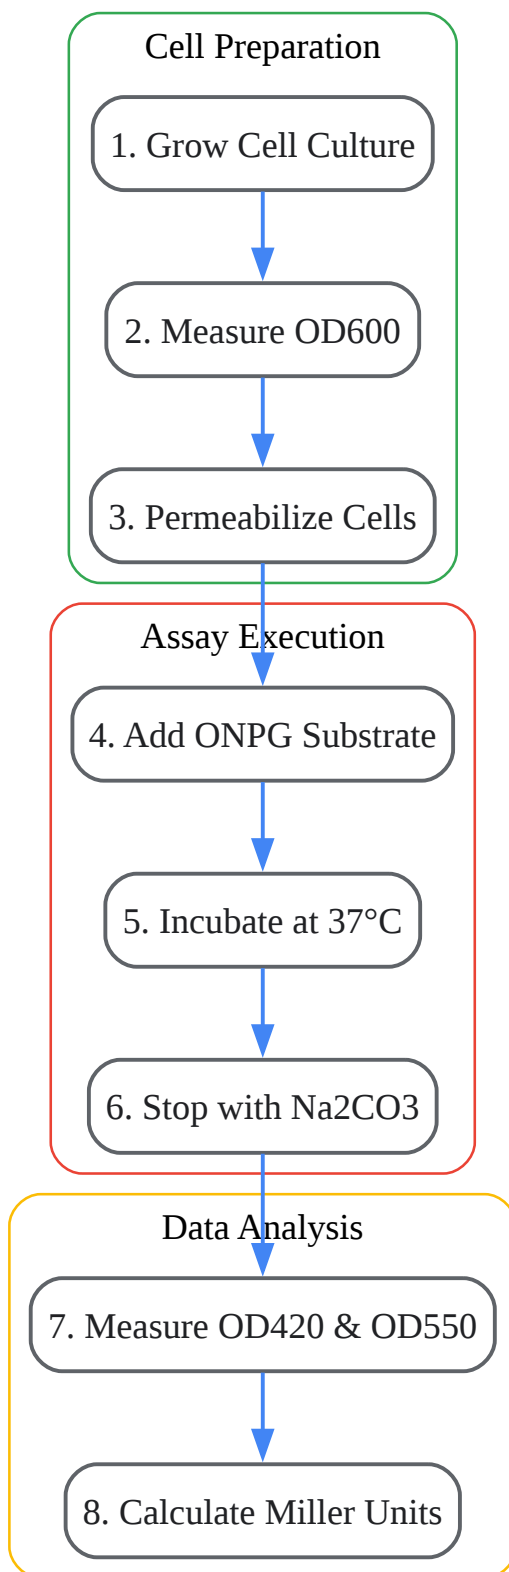 Cell Preparation
1. Grow Cell Culture
2. Measure OD600
3. Permeabilize Cells
Assay Execution
4. Add ONPG Substrate
5. Incubate at 37°C
6. Stop with Na2CO3
Data Analysis
7. Measure OD420 & OD550
8. Calculate Miller Units